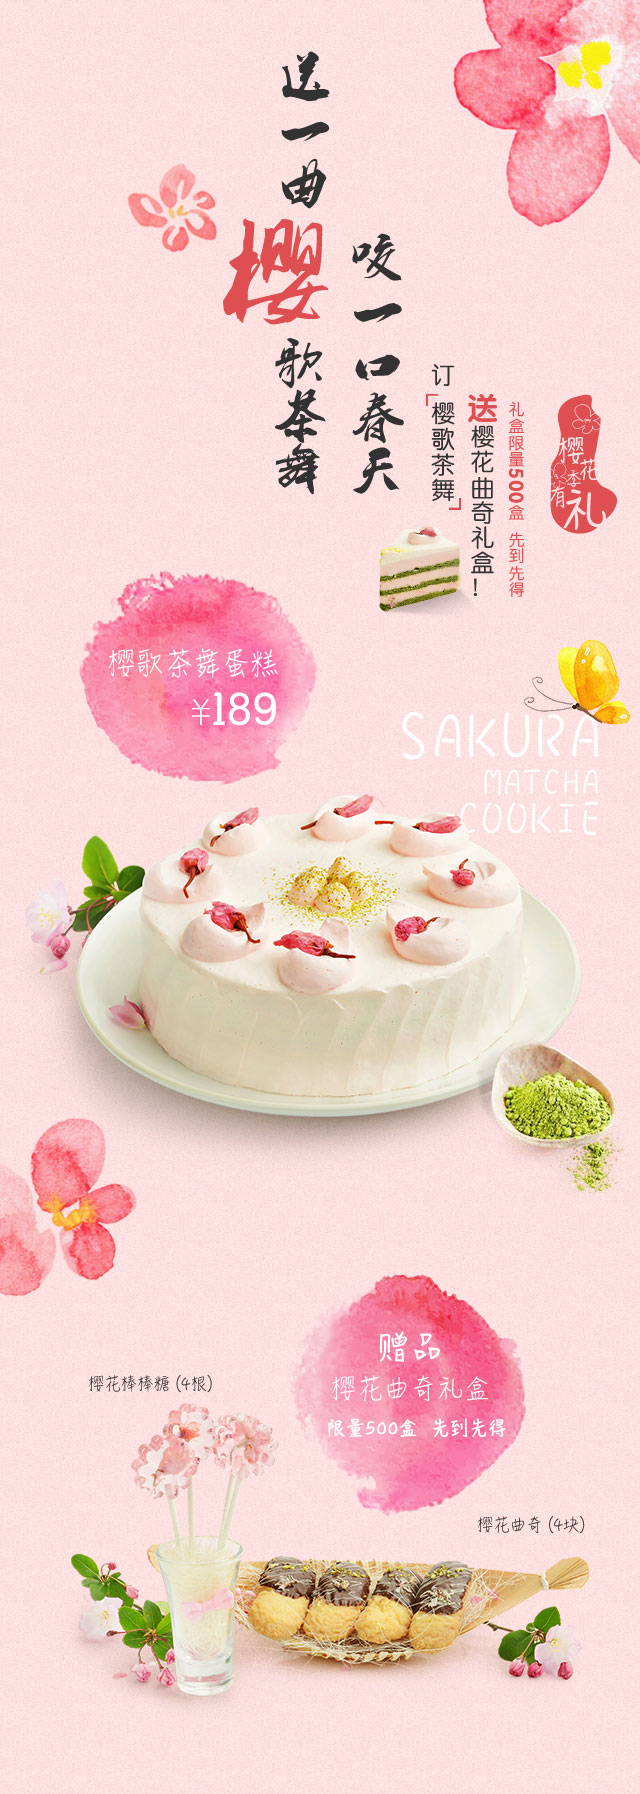 咬一口春天
送一曲樱歌茶舞
订「樱歌茶舞」
送樱花曲奇礼盒!
礼盒限量500盒 先到先得
樱花季有礼
樱歌茶舞蛋糕
¥189
SAKURA
MATCHA
COOKIE
赠品
樱花曲奇礼盒
限量500盒 先到先得
樱花棒棒糖 (4根)
樱花曲奇 (4块)